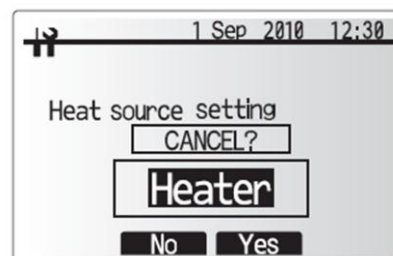 1 Sep 2010 12:30
Heat source setting
CANCEL?
Heater
No Yes